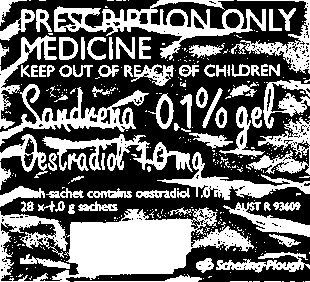 PRESCRIPTION ONLY
MEDICINE
KEEP OUT OF REACH OF CHILDREN
Sandrena® 0.1% gel
Oestradiol 1.0 mg
sachet contains oestradiol 1.0
28 x 1.0 g sachets
AUST R 93609
Schering-Plough